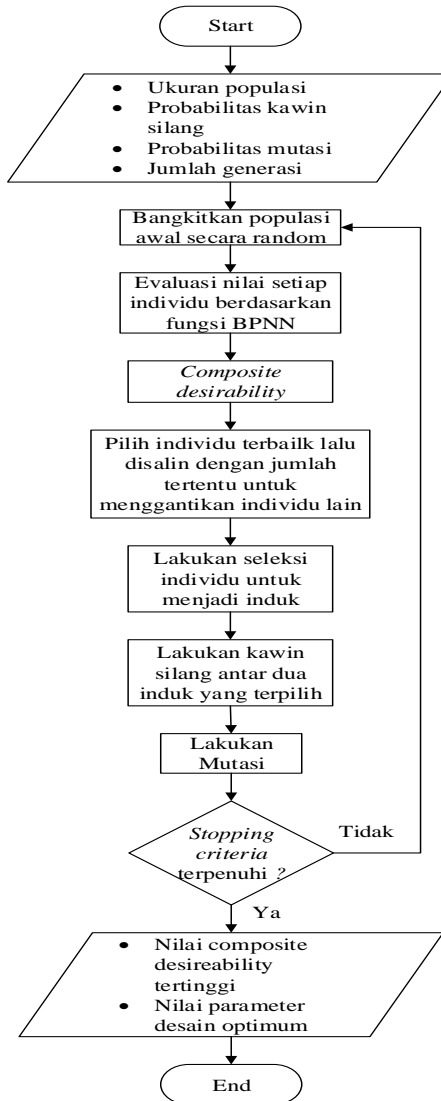 Start
• Ukuran populasi
• Probabilitas kawin
silang
• Probabilitas mutasi
• Jumlah generasi
Bangkitkan populasi
awal secara random
Evaluasi nilai setiap
individu berdasarkan
fungsi BPNN
Composite
desirability
Pilih individu terbailk lalu
disalin dengan jumlah
tertentu untuk
menggantikan individu lain
Lakukan seleksi
individu untuk
menjadi induk
Lakukan kawin
silang antar dua
induk yang terpilih
Lakukan
Mutasi
Stopping
criteria
terpenuhi ?
Tidak
Ya
• Nilai composite
desireability
tertinggi
• Nilai parameter
desain optimum
End